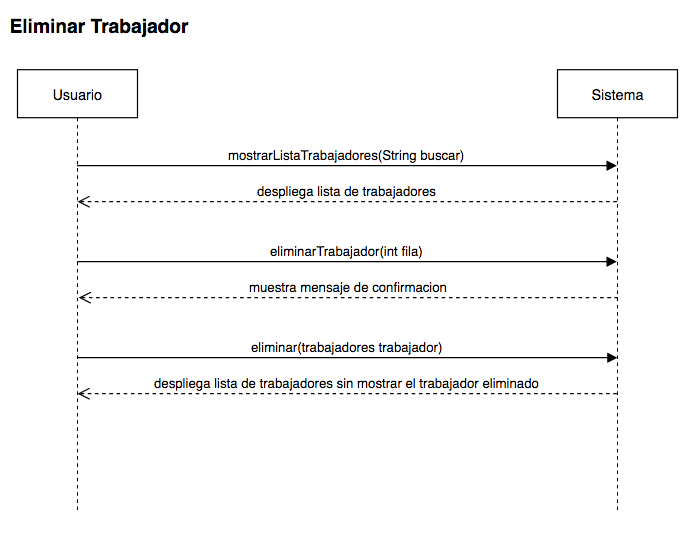 Eliminar Trabajador
Usuario
Sistema
mostrarListaTrabajadores(String buscar)
despliega lista de trabajadores
eliminarTrabajador(int fila)
muestra mensaje de confirmacion
eliminar(trabajadores trabajador)
despliega lista de trabajadores sin mostrar el trabajador eliminado